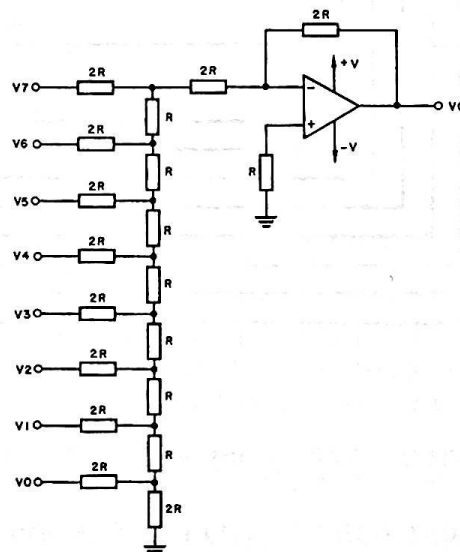 2R
V7 2R 2R +V
- V0
R +
V6 2R -V
R R
V5 2R
R
V4 2R
R
V3 2R
R
V2 2R
R
V1 2R
R
V0 2R
2R